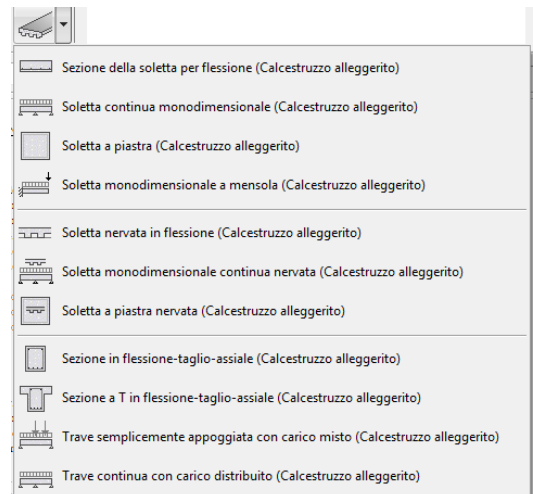 Sezione della soletta per flessione (Calcestruzzo alleggerito)
Soletta continua monodimensionale (Calcestruzzo alleggerito)
Soletta a piastra (Calcestruzzo alleggerito)
Soletta monodimensionale a mensola (Calcestruzzo alleggerito)
Soletta nervata in flessione (Calcestruzzo alleggerito)
Soletta monodimensionale continua nervata (Calcestruzzo alleggerito)
Soletta a piastra nervata (Calcestruzzo alleggerito)
Sezione in flessione-taglio-assiale (Calcestruzzo alleggerito)
Sezione a T in flessione-taglio-assiale (Calcestruzzo alleggerito)
Trave semplicemente appoggiata con carico misto (Calcestruzzo alleggerito)
Trave continua con carico distribuito (Calcestruzzo alleggerito)